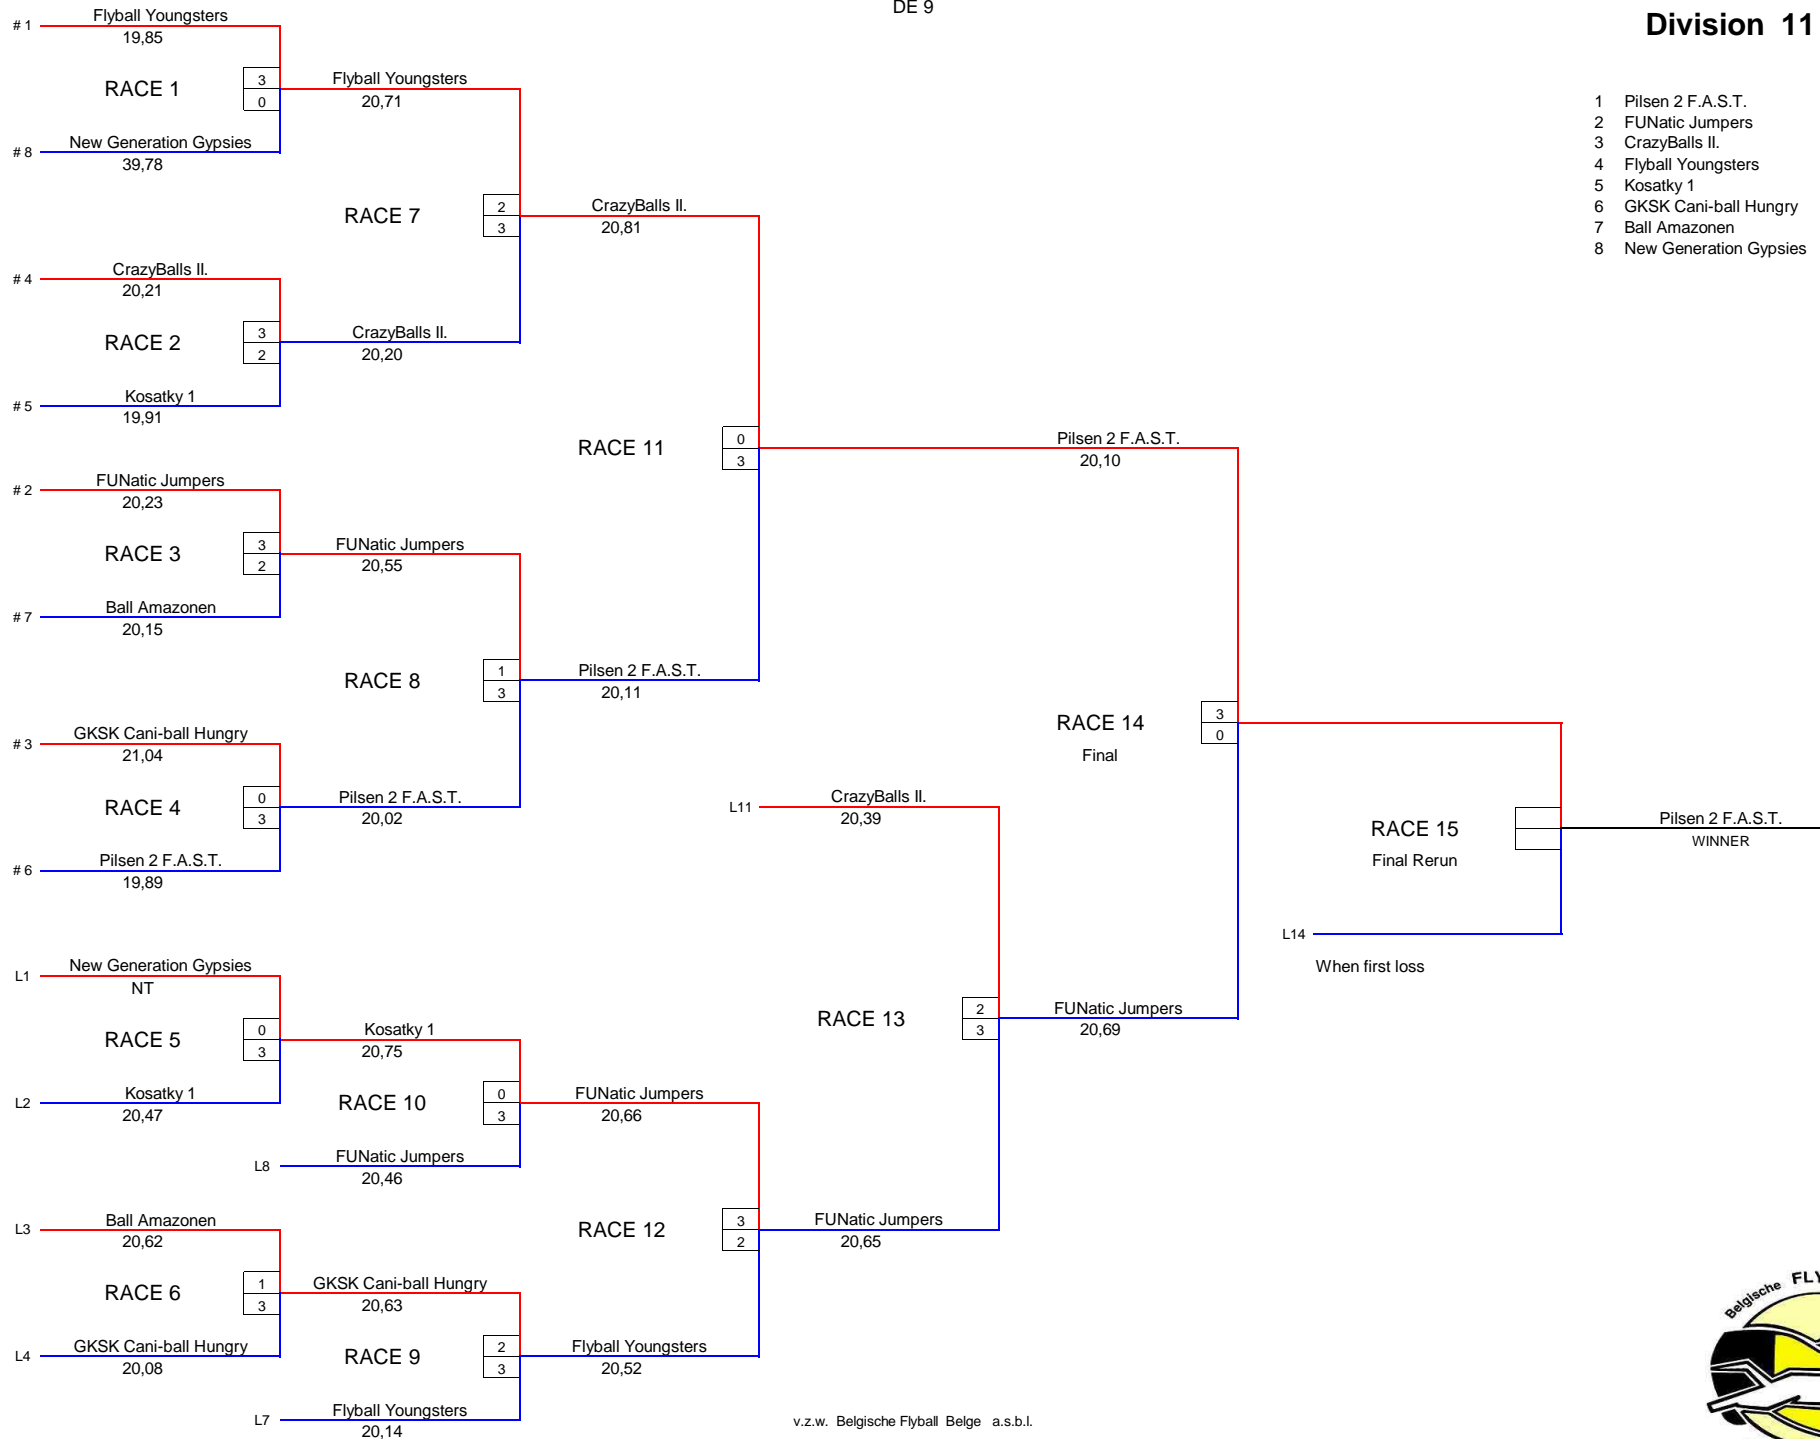 DE 9
Division 11
1 Pilsen 2 F.A.S.T.
2 FUNatic Jumpers
3 CrazyBalls II.
4 Flyball Youngsters
5 Kosatky 1
6 GKSK Cani-ball Hungry
7 Ball Amazonen
8 New Generation Gypsies
# 1 Flyball Youngsters
19,85
RACE 1
3
0
# 8 New Generation Gypsies
39,78
Flyball Youngsters
20,71
RACE 7
2
3
# 4 CrazyBalls II.
20,21
RACE 2
3
2
# 5 Kosatky 1
19,91
CrazyBalls II.
20,20
CrazyBalls II.
20,81
RACE 11
0
3
# 2 FUNatic Jumpers
20,23
RACE 3
3
2
# 7 Ball Amazonen
20,15
FUNatic Jumpers
20,55
RACE 8
1
3
# 3 GKSK Cani-ball Hungry
21,04
RACE 4
0
3
# 6 Pilsen 2 F.A.S.T.
19,89
Pilsen 2 F.A.S.T.
20,02
Pilsen 2 F.A.S.T.
20,11
Pilsen 2 F.A.S.T.
20,10
RACE 14
Final
3
0
RACE 15
Final Rerun
Pilsen 2 F.A.S.T.
WINNER
L14
When first loss
L11 CrazyBalls II.
20,39
RACE 13
2
3
FUNatic Jumpers
20,69
L1 New Generation Gypsies
NT
RACE 5
0
3
L2 Kosatky 1
20,47
Kosatky 1
20,75
RACE 10
0
3
L8 FUNatic Jumpers
20,46
FUNatic Jumpers
20,66
RACE 12
3
2
FUNatic Jumpers
20,65
L3 Ball Amazonen
20,62
RACE 6
1
3
L4 GKSK Cani-ball Hungry
20,08
GKSK Cani-ball Hungry
20,63
RACE 9
2
3
L7 Flyball Youngsters
20,14
Flyball Youngsters
20,52
v.z.w. Belgische Flyball Belge a.s.b.l.
Belgische